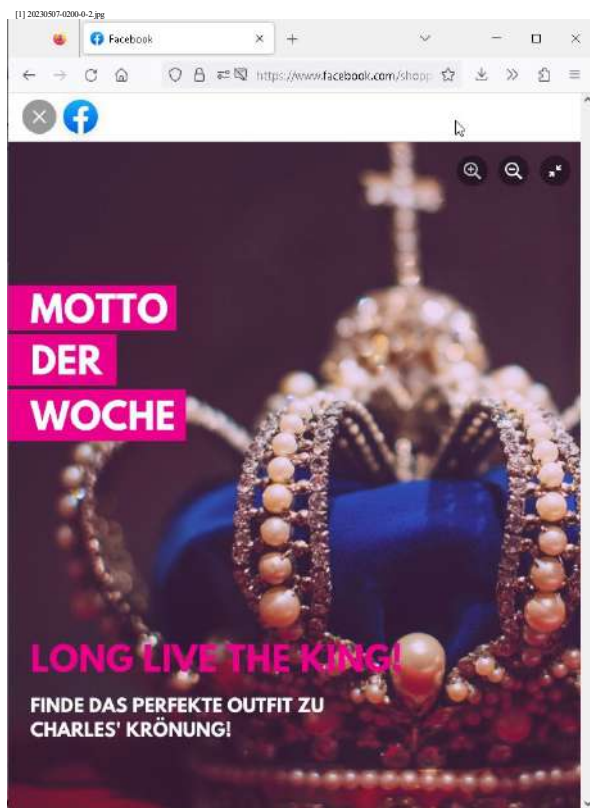 [1] 20230507-0200-0-2.jpg
Facebook
https://www.facebook.com/shopp
MOTTO
DER
WOCHE
LONG LIVE THE KING!
FINDE DAS PERFEKTE OUTFIT ZU
CHARLES' KRÖNUNG!